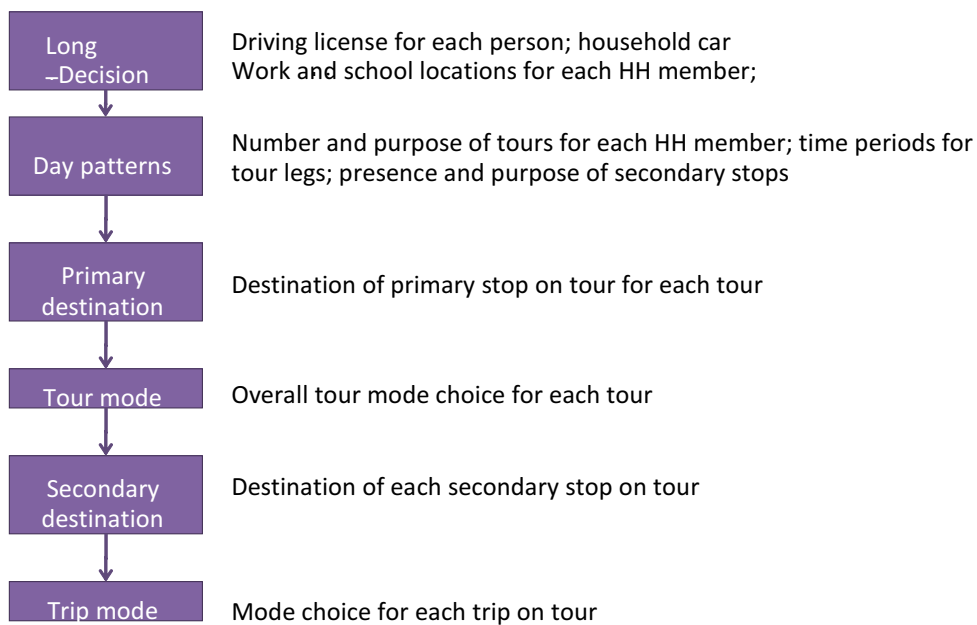 Long
-Decision
Driving license for each person; household car
Work and school locations for each HH member;
Day patterns
Number and purpose of tours for each HH member; time periods for
tour legs; presence and purpose of secondary stops
Primary
destination
Destination of primary stop on tour for each tour
Tour mode
Overall tour mode choice for each tour
Secondary
destination
Destination of each secondary stop on tour
Trip mode
Mode choice for each trip on tour